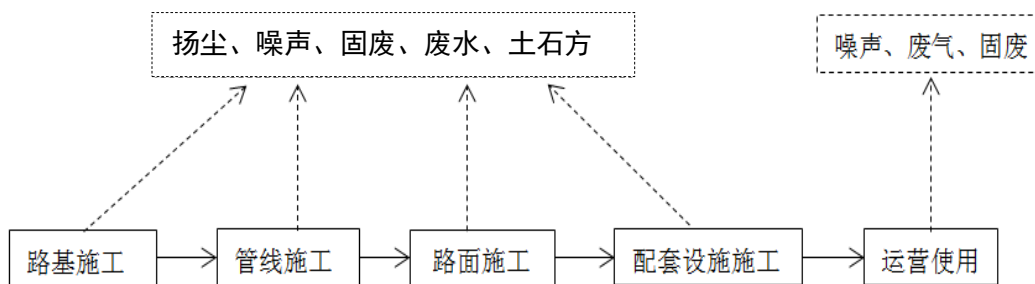 扬尘、噪声、固废、废水、土石方
噪声、废气、固废
路基施工
管线施工
路面施工
配套设施施工
运营使用